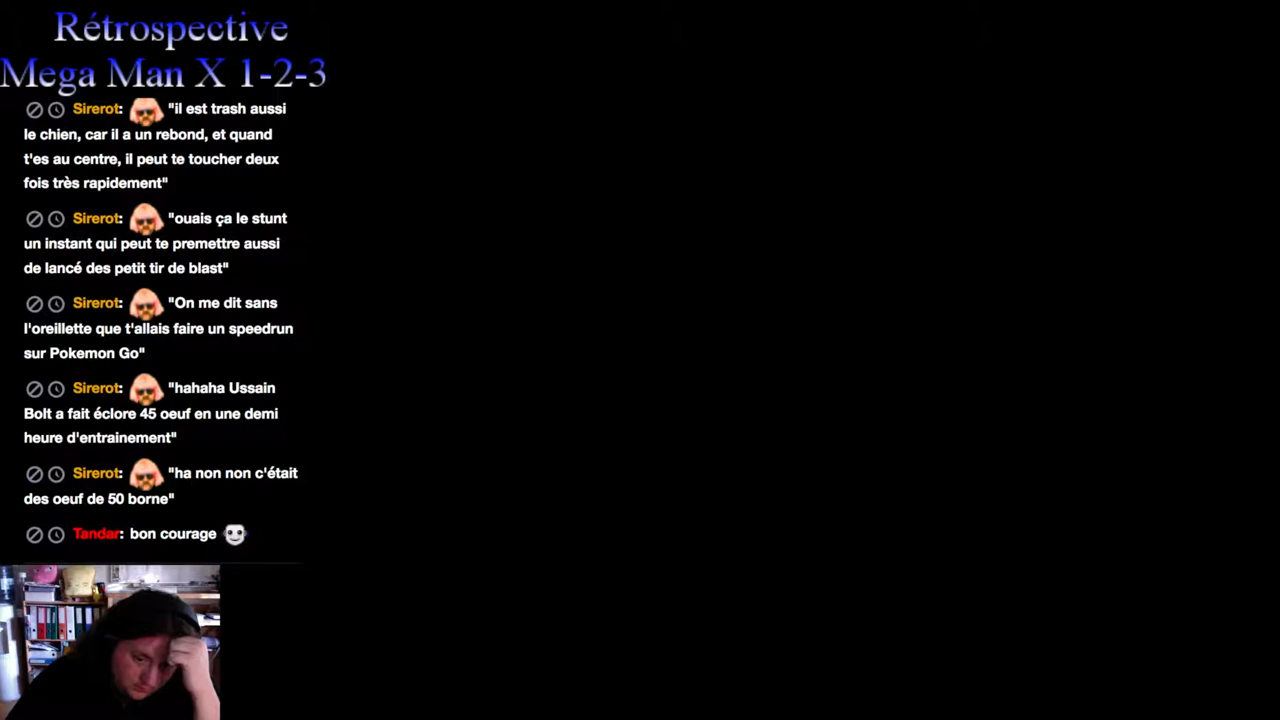 Rétrospective
Mega Man X 1-2-3
Sirerot: "il est trash aussi
le chien, car il a un rebond, et quand
t'es au centre, il peut te toucher deux
fois très rapidement"
Sirerot: "ouais ça le stunt
un instant qui peut te premettre aussi
de lancé des petit tir de blast"
Sirerot: "On me dit sans
l'oreillette que t'allais faire un speedrun
sur Pokemon Go"
Sirerot: "hahaha Ussain
Bolt a fait éclore 45 oeuf en une demi
heure d'entrainement"
Sirerot: "ha non non c'était
des oeuf de 50 borne"
Tandar: bon courage